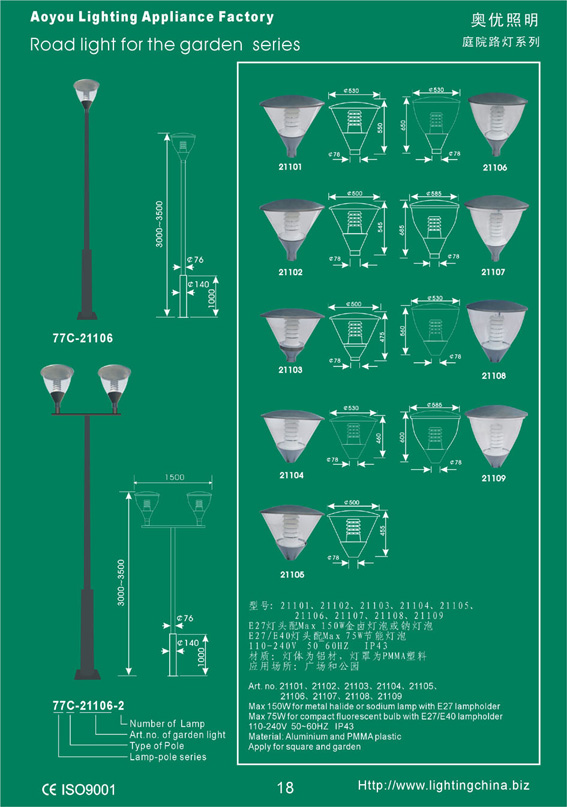 Aoyou Lighting Appliance Factory
奥优照明
Road light for the garden series
庭院路灯系列
3000~3500
¢76
¢140
1000
77C-21106
1500
3000~3500
¢76
¢140
1000
77C-21106-2
Number of Lamp
Art.no. of garden light
Type of Pole
Lamp-pole series
¢530
550
¢78
21101
¢530
650
¢78
21106
¢500
545
¢78
21102
¢585
665
¢78
21107
¢500
475
¢78
21103
¢530
560
¢78
21108
¢530
460
¢78
21104
¢585
600
¢78
21109
¢500
455
¢78
21105
型号: 21101、21102、21103、21104、21105、
21106、21107、21108、21109
E27灯头配Max 150W金卤灯泡或钠灯泡
E27/E40灯头配Max 75W节能灯泡
110-240V 50~60HZ IP43
材质: 灯体为铝材、灯罩为PMMA塑料
应用场所: 广场和公园
Art. no. 21101、21102、21103、21104、21105、
21106、21107、21108、21109
Max 150W for metal halide or sodium lamp with E27 lampholder
Max 75W for compact fluorescent bulb with E27/E40 lampholder
110-240V 50~60HZ IP43
Material: Aluminium and PMMA plastic
Apply for square and garden
CE ISO9001
18
Http://www.lightingchina.biz